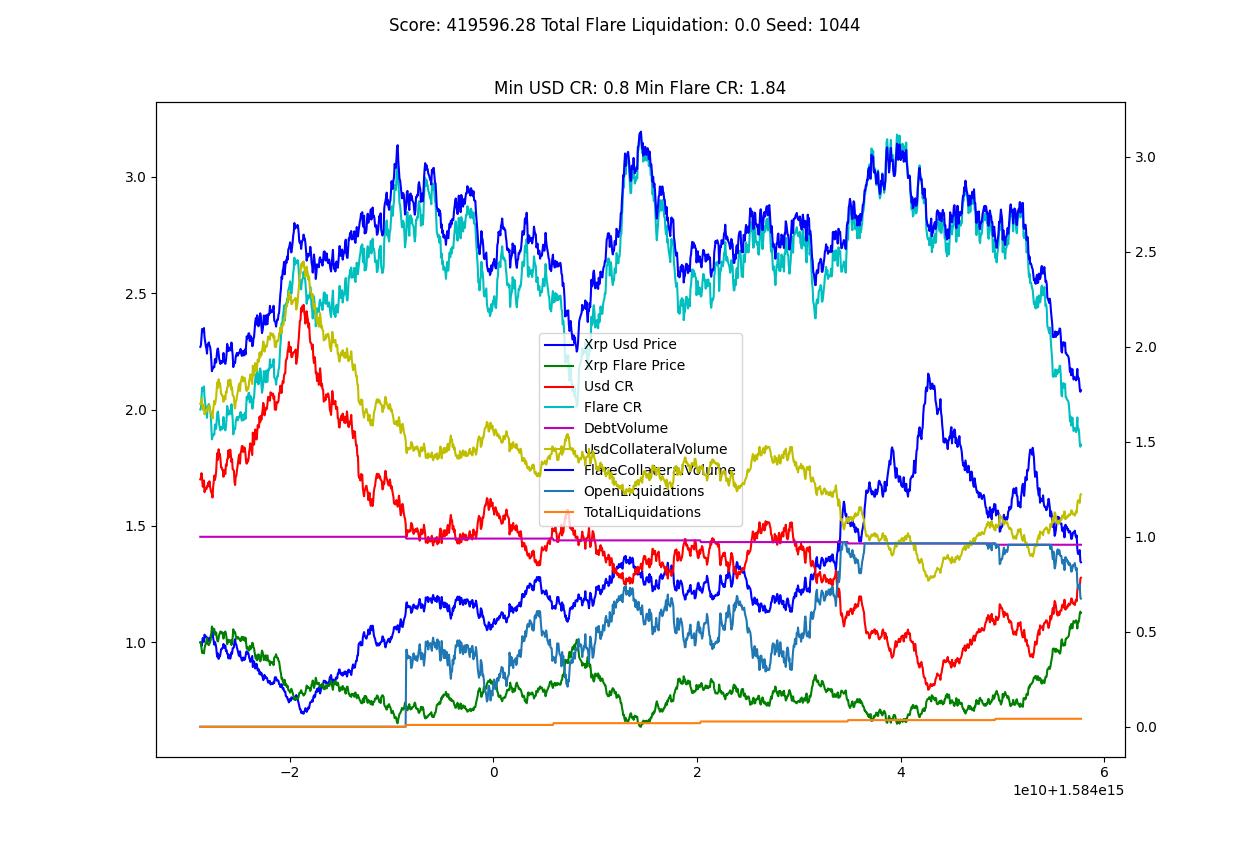 Score: 419596.28 Total Flare Liquidation: 0.0 Seed: 1044
Min USD CR: 0.8 Min Flare CR: 1.84
3.0
2.5
2.0
1.5
1.0
3.0
2.5
2.0
1.5
1.0
0.5
0.0
Xrp Usd Price
Xrp Flare Price
Usd CR
Flare CR
DebtVolume
UsdCollateralVolume
FlareCollateralVolume
OpenLiquidations
TotalLiquidations
−2 0 2 4 6
1e10+1.584e15